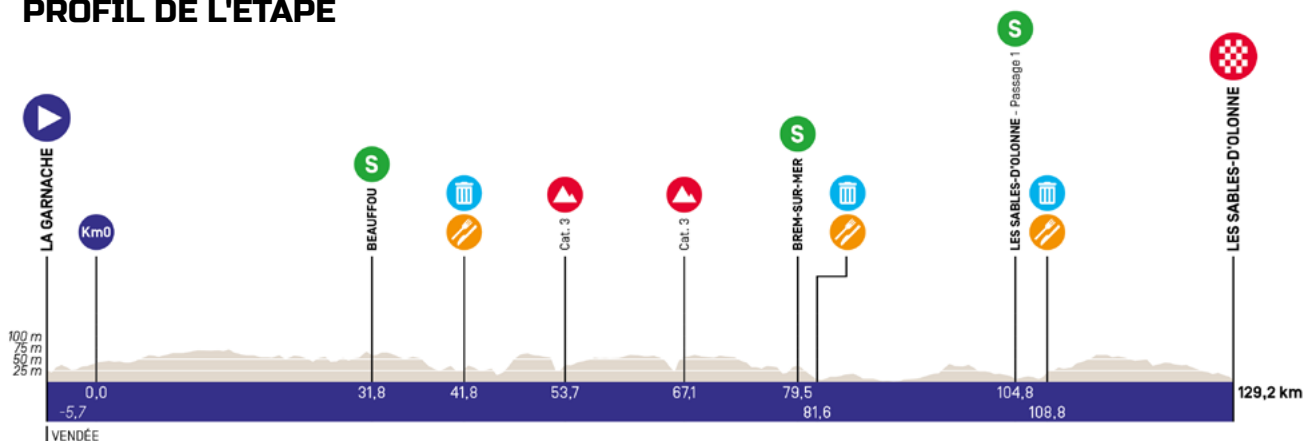 PROFIL DE L'ÉTAPE
LA GARNACHE
Km0
S
BEAUFFOU
Cat. 3
Cat. 3
S
BREM-SUR-MER
S
LES SABLES-D'OLONNE - Passage 1
LES SABLES-D'OLONNE
100 m
75 m
50 m
25 m
-5,7
0,0
31,8
41,8
53,7
67,1
79,5
81,6
104,8
108,8
129,2 km
VENDÉE